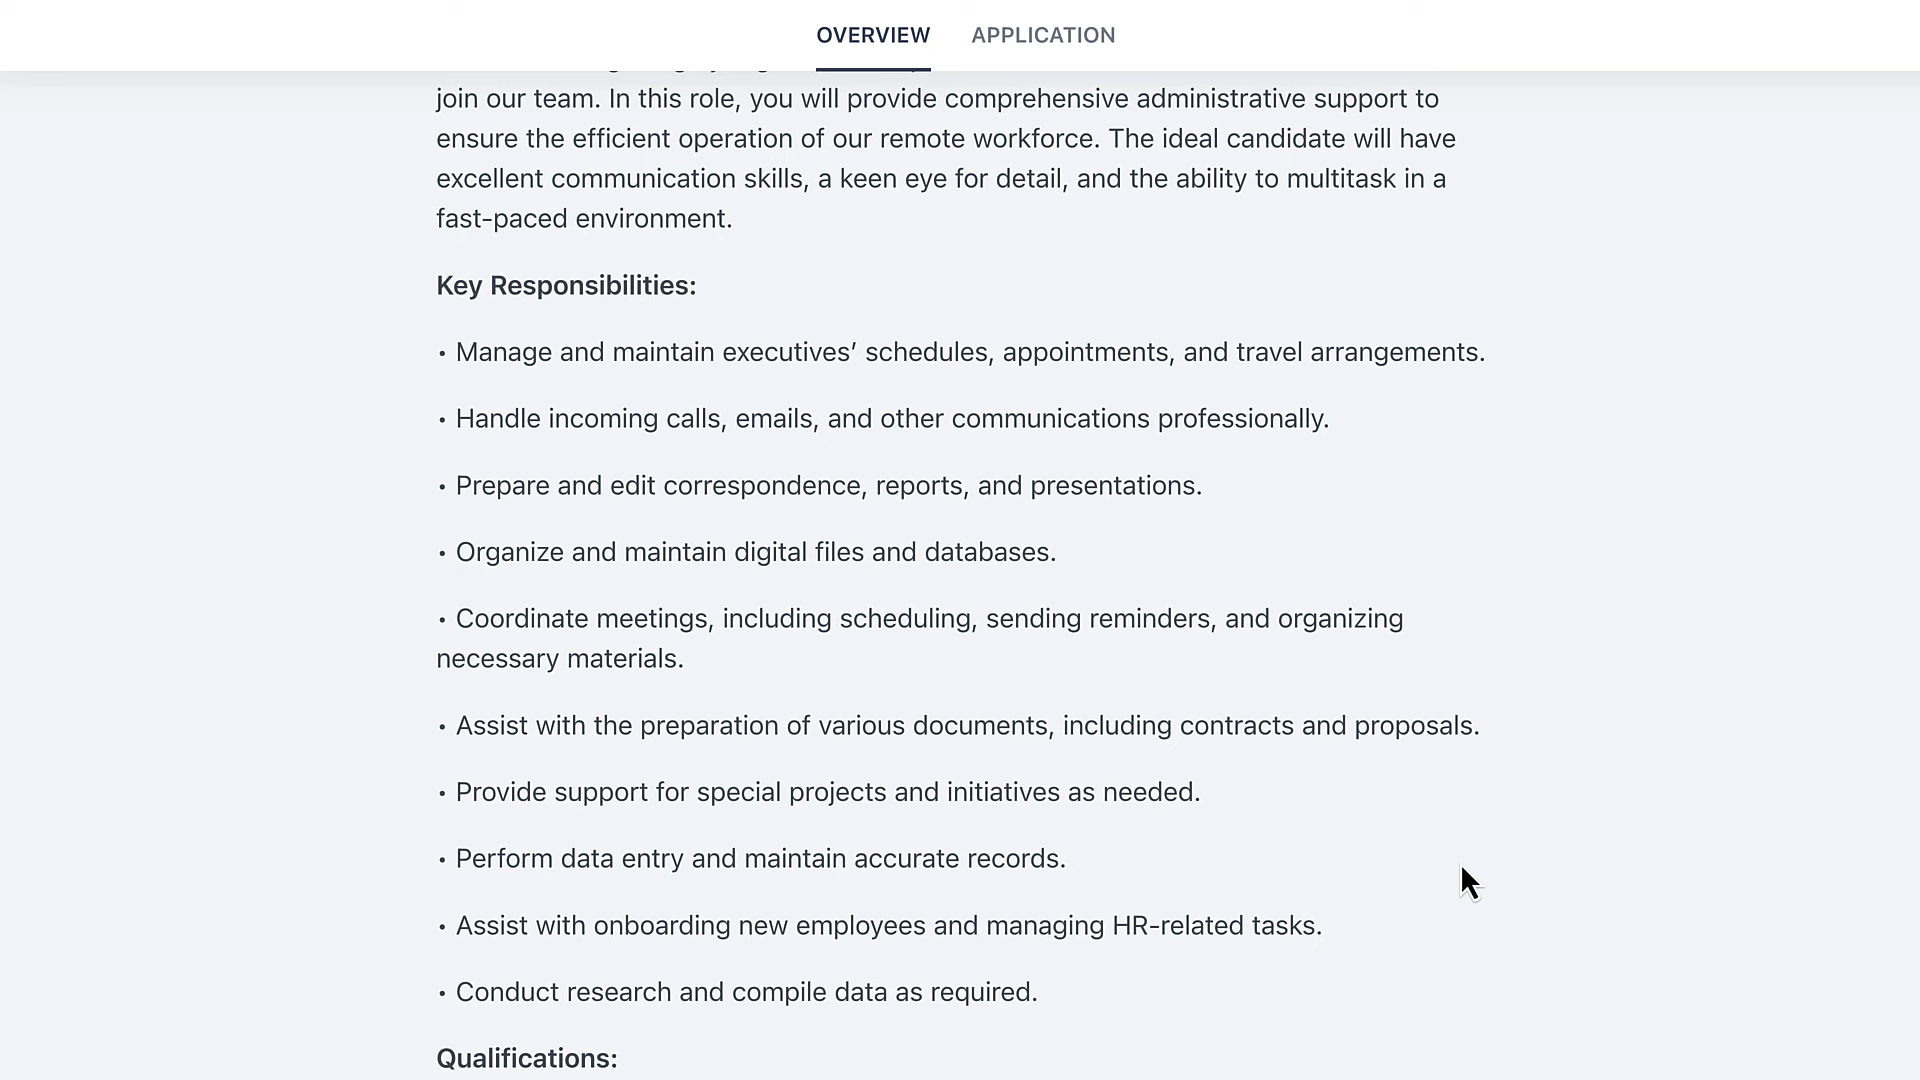 OVERVIEW APPLICATION
join our team. In this role, you will provide comprehensive administrative support to
ensure the efficient operation of our remote workforce. The ideal candidate will have
excellent communication skills, a keen eye for detail, and the ability to multitask in a
fast-paced environment.
Key Responsibilities:
• Manage and maintain executives’ schedules, appointments, and travel arrangements.
• Handle incoming calls, emails, and other communications professionally.
• Prepare and edit correspondence, reports, and presentations.
• Organize and maintain digital files and databases.
• Coordinate meetings, including scheduling, sending reminders, and organizing
necessary materials.
• Assist with the preparation of various documents, including contracts and proposals.
• Provide support for special projects and initiatives as needed.
• Perform data entry and maintain accurate records.
• Assist with onboarding new employees and managing HR-related tasks.
• Conduct research and compile data as required.
Qualifications: